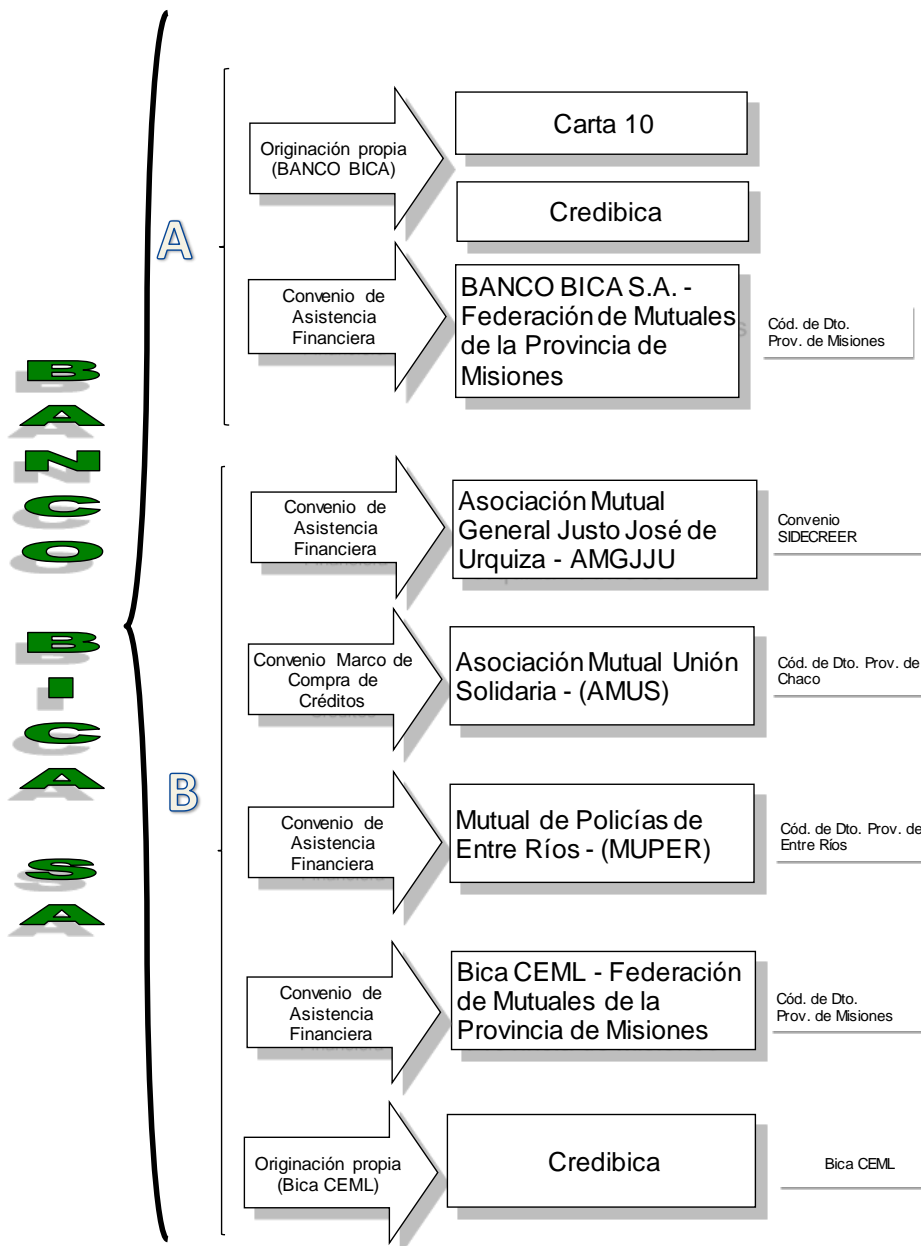 BANCO BICA SA
A
Originación propia
(BANCO BICA)
Carta 10
Credibica
Convenio de
Asistencia
Financiera
BANCO BICA S.A. -
Federación de Mutuales
de la Provincia de
Misiones
Cód. de Dto.
Prov. de Misiones
B
Convenio de
Asistencia
Financiera
Asociación Mutual
General Justo José de
Urquiza - AMGJJU
Convenio
SIDECREER
Convenio Marco de
Compra de
Créditos
Asociación Mutual Unión
Solidaria - (AMUS)
Cód. de Dto. Prov. de
Chaco
Convenio de
Asistencia
Financiera
Mutual de Policías de
Entre Ríos - (MUPER)
Cód. de Dto. Prov. de
Entre Ríos
Convenio de
Asistencia
Financiera
Bica CEML - Federación
de Mutuales de la
Provincia de Misiones
Cód. de Dto.
Prov. de Misiones
Originación propia
(Bica CEML)
Credibica
Bica CEML